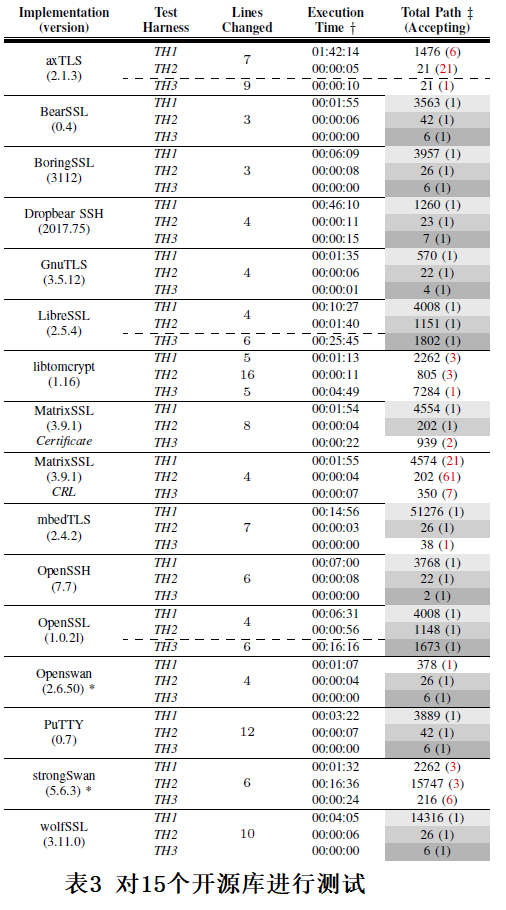 Implementation (version) Test Harness Lines Changed Execution Time † Total Path ‡ (Accepting)
axTLS (2.1.3) TH1 7 01:42:14 1476 (6)
TH2 00:00:05 21 (21)
TH3 9 00:00:10 21 (1)
BearSSL (0.4) TH1 3 00:01:55 3563 (1)
TH2 00:00:06 42 (1)
TH3 00:00:00 6 (1)
BoringSSL (3112) TH1 3 00:06:09 3957 (1)
TH2 00:00:08 26 (1)
TH3 00:00:00 6 (1)
Dropbear SSH (2017.75) TH1 4 00:46:10 1260 (1)
TH2 00:00:11 23 (1)
TH3 00:00:15 7 (1)
GnuTLS (3.5.12) TH1 4 00:01:35 570 (1)
TH2 00:00:06 22 (1)
TH3 00:00:01 4 (1)
LibreSSL (2.5.4) TH1 4 00:10:27 4008 (1)
TH2 00:01:40 1151 (1)
TH3 6 00:25:45 1802 (1)
libtomcrypt (1.16) TH1 5 00:01:13 2262 (3)
TH2 16 00:00:11 805 (3)
TH3 5 00:04:49 7284 (1)
MatrixSSL (3.9.1) Certificate TH1 8 00:01:54 4554 (1)
TH2 00:00:04 202 (1)
TH3 00:00:22 939 (2)
MatrixSSL (3.9.1) CRL TH1 4 00:01:55 4574 (21)
TH2 00:00:04 202 (61)
TH3 00:00:07 350 (7)
mbedTLS (2.4.2) TH1 7 00:14:56 51276 (1)
TH2 00:00:03 26 (1)
TH3 00:00:00 38 (1)
OpenSSH (7.7) TH1 6 00:07:00 3768 (1)
TH2 00:00:08 22 (1)
TH3 00:00:00 2 (1)
OpenSSL (1.0.2l) TH1 4 00:06:31 4008 (1)
TH2 00:00:56 1148 (1)
TH3 6 00:16:16 1673 (1)
Openswan (2.6.50) * TH1 4 00:01:07 378 (1)
TH2 00:00:04 26 (1)
TH3 00:00:00 6 (1)
PuTTY (0.7) TH1 12 00:03:22 3889 (1)
TH2 00:00:07 42 (1)
TH3 00:00:00 6 (1)
strongSwan (5.6.3) * TH1 6 00:01:32 2262 (3)
TH2 00:16:36 15747 (3)
TH3 00:00:24 216 (6)
wolfSSL (3.11.0) TH1 10 00:04:05 14316 (1)
TH2 00:00:06 26 (1)
TH3 00:00:00 6 (1)
表3 对15个开源库进行测试